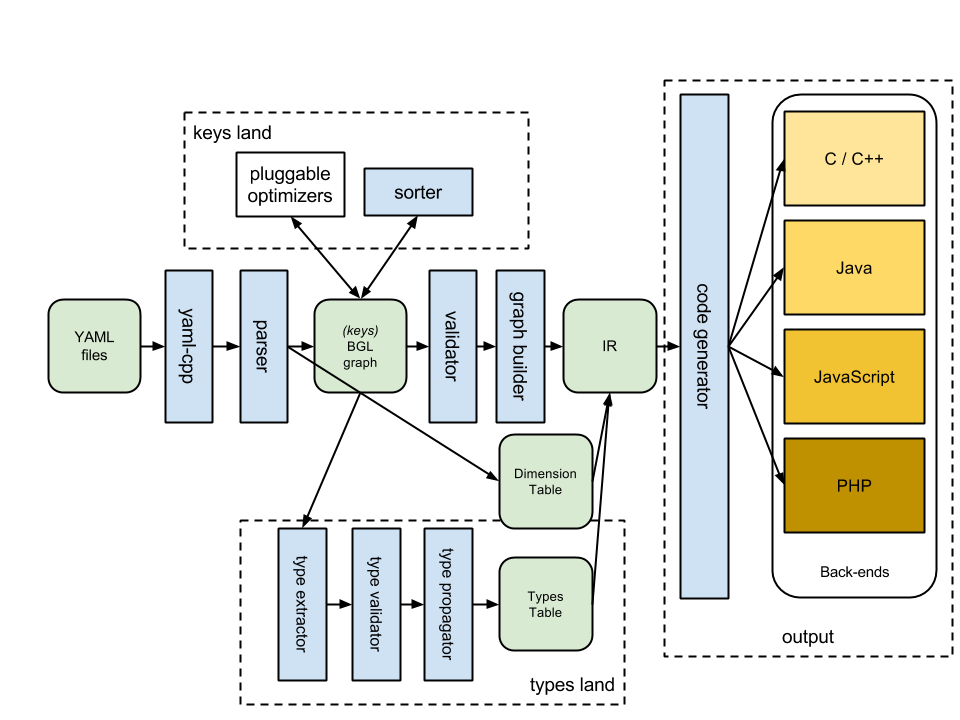 keys land
pluggable
optimizers
sorter
YAML
files
yaml-cpp
parser
(keys)
BGL
graph
validator
graph builder
IR
code generator
C / C++
Java
JavaScript
PHP
Back-ends
output
Dimension
Table
type extractor
type validator
type propagator
Types
Table
types land